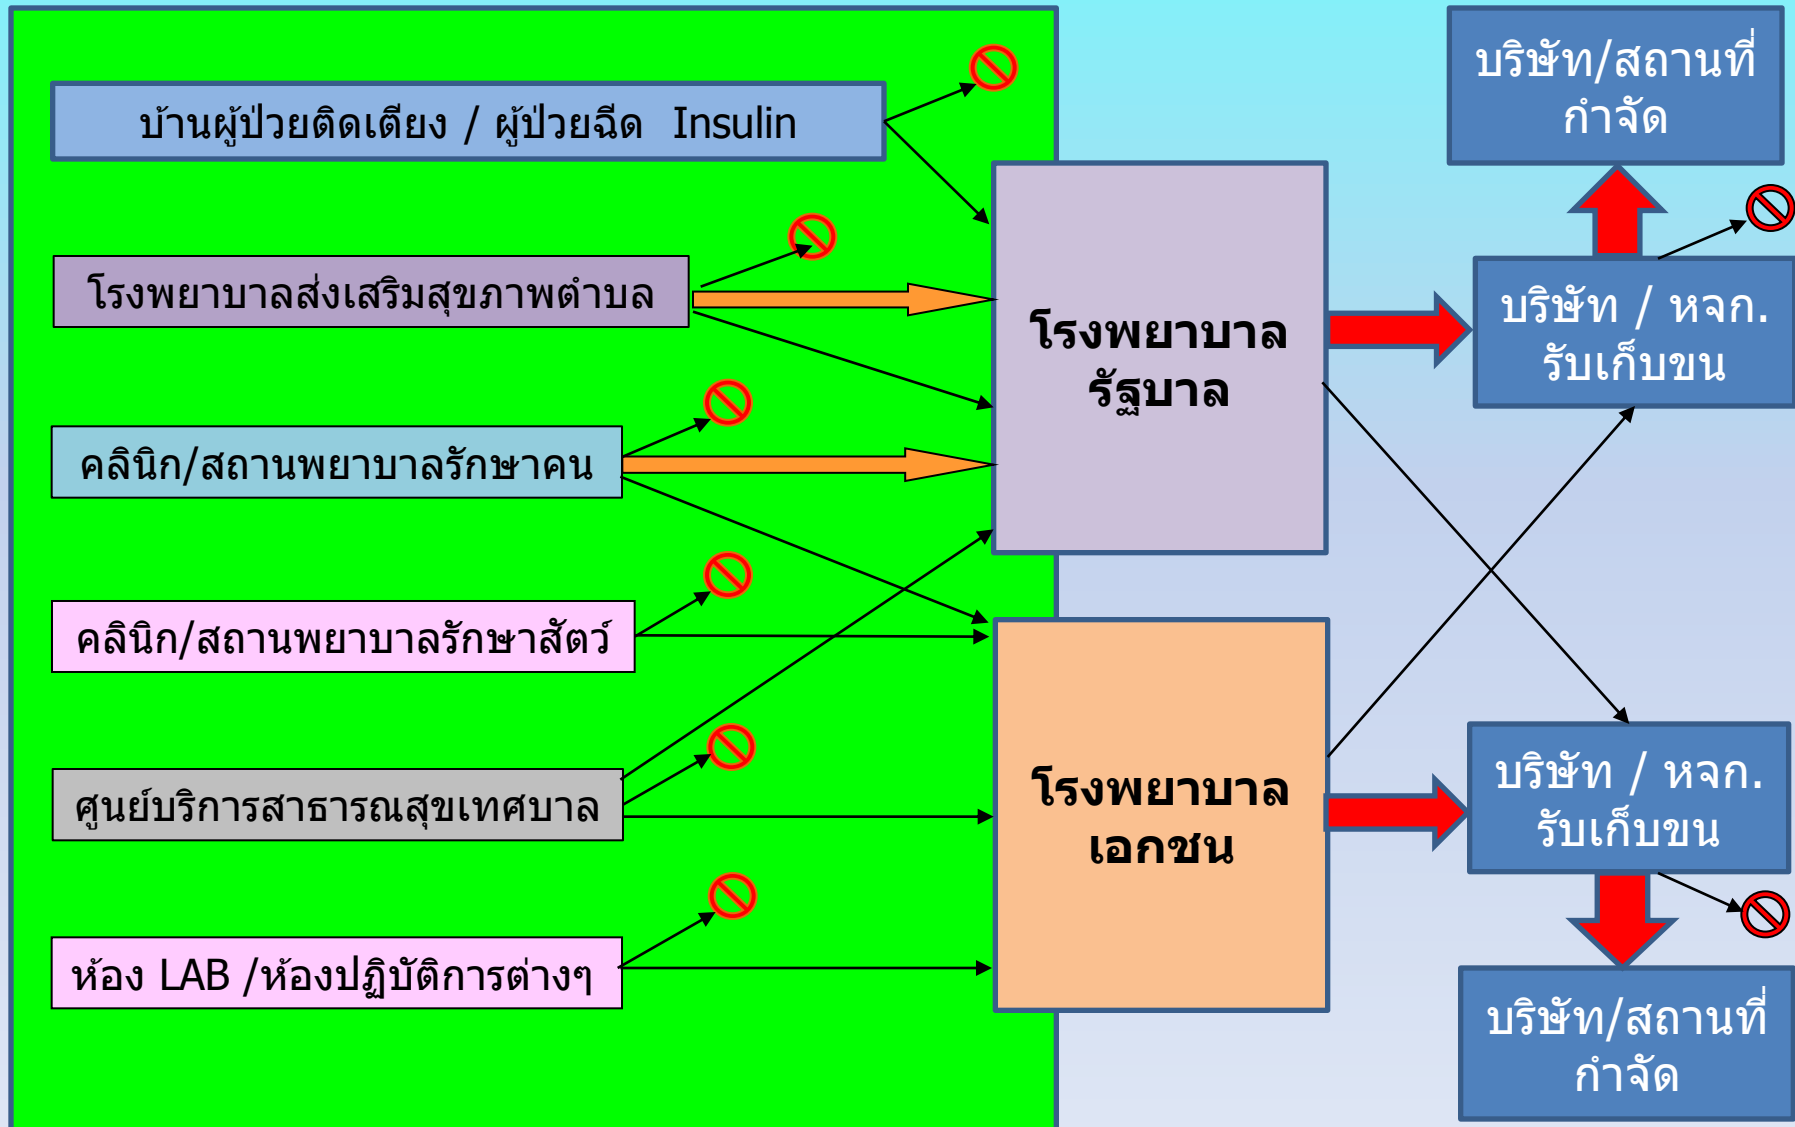 บ้านผู้ป่วยติดเตียง / ผู้ป่วยฉีด Insulin
โรงพยาบาลส่งเสริมสุขภาพตำบล
คลินิก/สถานพยาบาลรักษาคน
คลินิก/สถานพยาบาลรักษาสัตว์
ศูนย์บริการสาธารณสุขเทศบาล
ห้อง LAB /ห้องปฏิบัติการต่างๆ
โรงพยาบาล
รัฐบาล
โรงพยาบาล
เอกชน
บริษัท/สถานที่
กำจัด
บริษัท / หจก.
รับเก็บขน
บริษัท / หจก.
รับเก็บขน
บริษัท/สถานที่
กำจัด